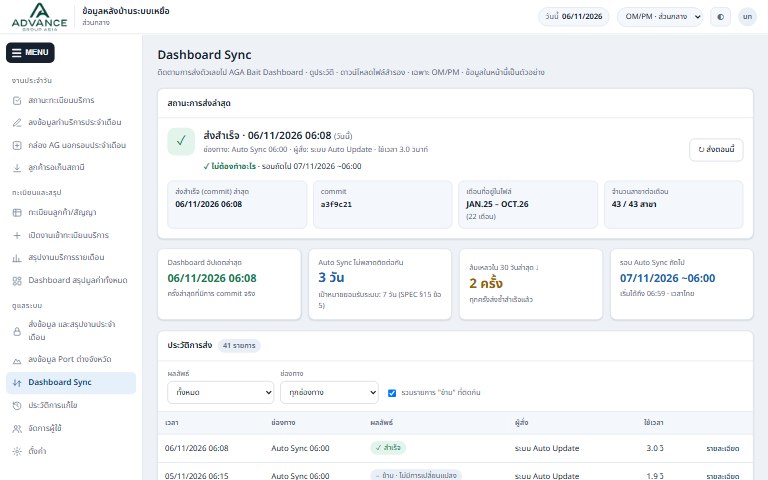 ADVANCE
GROUP ASIA
ข้อมูลหลังบ้านระบบเหยื่อ
ส่วนกลาง
วันนี้ 06/11/2026
OM/PM · ส่วนกลาง
นท
MENU
งานประจำวัน
สถานะทะเบียนบริการ
ลงข้อมูลทำบริการประจำเดือน
กล่อง AG นอกรอบประจำเดือน
ลูกค้ารอเก็บสถานี
ทะเบียนและสรุป
ทะเบียนลูกค้า/สัญญา
เปิดงานเข้าทะเบียนบริการ
สรุปงานบริการรายเดือน
Dashboard สรุปมูลค่าทั้งหมด
ดูแลระบบ
ส่งข้อมูล และสรุปงานประจำ
เดือน
ลงข้อมูล Port ต่างจังหวัด
Dashboard Sync
ประวัติการแก้ไข
จัดการผู้ใช้
ตั้งค่า
Dashboard Sync
ติดตามการส่งตัวเลขไป AGA Bait Dashboard · ดูประวัติ · ดาวน์โหลดไฟล์สำรอง · เฉพาะ OM/PM · ข้อมูลในหน้านี้เป็นตัวอย่าง
สถานะการส่งล่าสุด
✓ ส่งสำเร็จ · 06/11/2026 06:08 (วันนี้)
ช่องทาง: Auto Sync 06:00 · ผู้สั่ง: ระบบ Auto Update · ใช้เวลา 3.0 วินาที
✓ ไม่ต้องทำอะไร · รอบถัดไป 07/11/2026 ~06:00
↻ ส่งตอนนี้
ส่งสำเร็จ (commit) ล่าสุด
06/11/2026 06:08
commit
a3f9c21
เดือนที่อยู่ในไฟล์
JAN.25 – OCT.26
(22 เดือน)
จำนวนสาขาต่อเดือน
43 / 43 สาขา
Dashboard อัปเดตล่าสุด
06/11/2026 06:08
ครั้งล่าสุดที่มีการ commit จริง
Auto Sync ไม่พลาดติดต่อกัน
3 วัน
เป้าหมายยอมรับระบบ: 7 วัน (SPEC §15 ข้อ
5)
ล้มเหลวใน 30 วันล่าสุด ↓
2 ครั้ง
ทุกครั้งส่งซ้ำสำเร็จแล้ว
รอบ Auto Sync ถัดไป
07/11/2026 ~06:00
เริ่มได้ถึง 06:59 · เวลาไทย
ประวัติการส่ง 41 รายการ
ผลลัพธ์
ทั้งหมด
ช่องทาง
ทุกช่องทาง
รวมรายการ "ข้าม" ที่ติดกัน
เวลา ช่องทาง ผลลัพธ์ ผู้สั่ง ใช้เวลา
06/11/2026 06:08 Auto Sync 06:00 ✓ สำเร็จ ระบบ Auto Update 3.0 วิ รายละเอียด
05/11/2026 06:15 Auto Sync 06:00 – ข้าม · ไม่มีการเปลี่ยนแปลง ระบบ Auto Update 1.9 วิ รายละเอียด